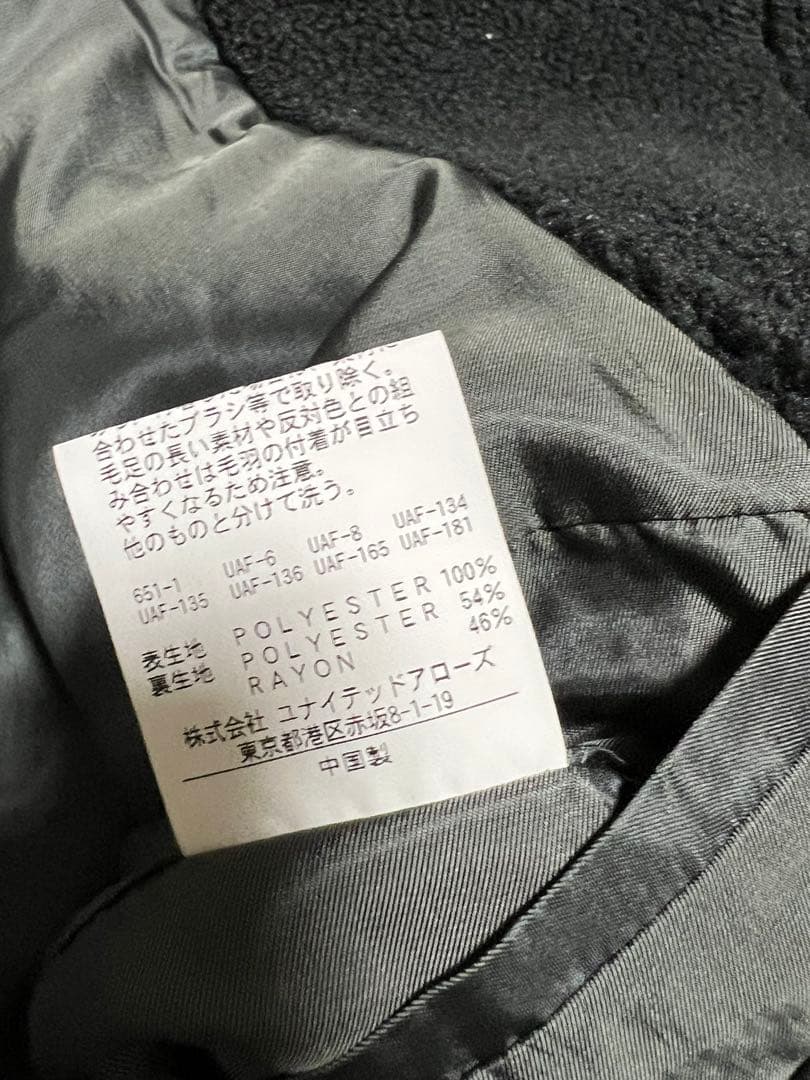 合わせたブラシ等で取り除く。
毛足の長い素材や反対色との組
み合わせは毛羽の付着が目立ち
やすくなるため注意。
他のものと分けて洗う。
651-1 UAF-6 UAF-8 UAF-134
UAF-135 UAF-136 UAF-165 UAF-181
表生地 POLYESTER 100%
裏生地 POLYESTER 54%
RAYON 46%
株式会社 ユナイテッドアローズ
東京都港区赤坂8-1-19
中国製